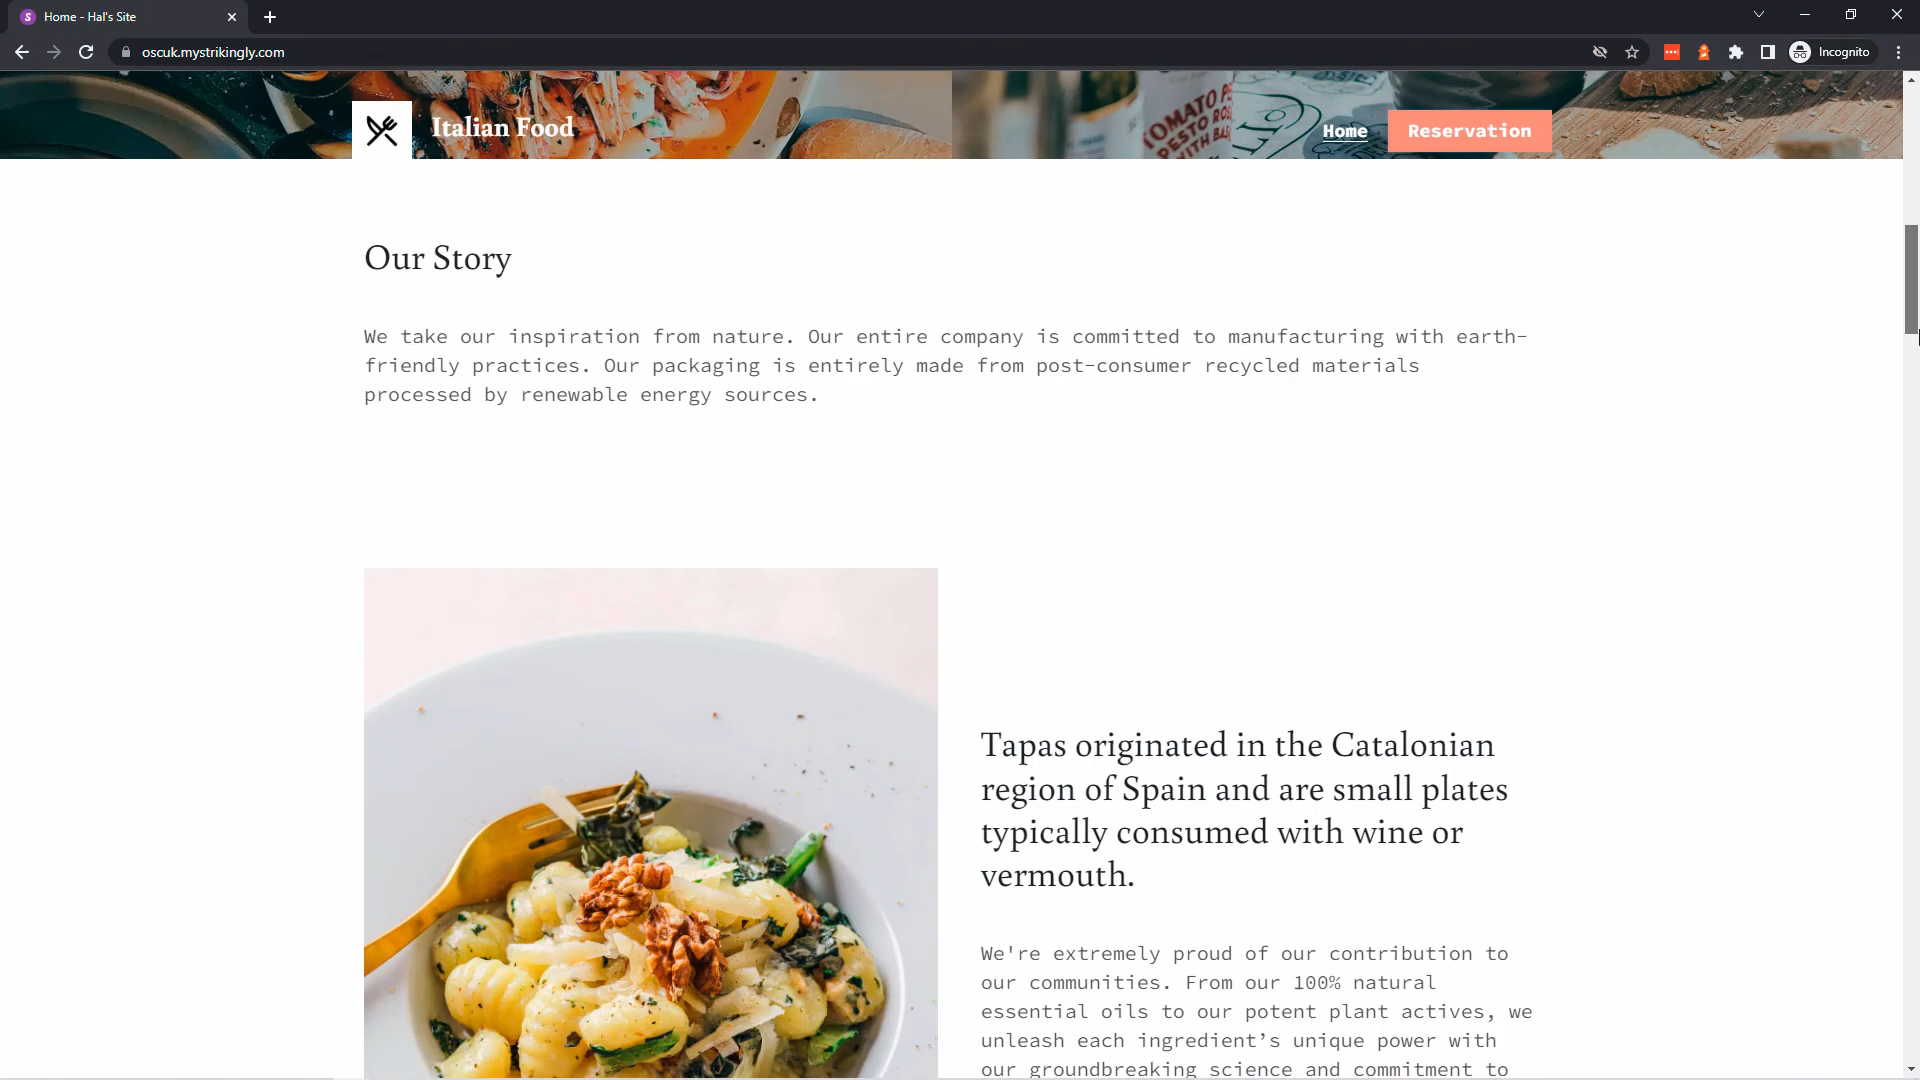 Home - Hal's Site
oscuk.mystrikingly.com
Incognito
Italian Food
TOMATO
PESTO
WITH
Home
Reservation
Our Story
We take our inspiration from nature. Our entire company is committed to manufacturing with earth-
friendly practices. Our packaging is entirely made from post-consumer recycled materials
processed by renewable energy sources.
Tapas originated in the Catalonian
region of Spain and are small plates
typically consumed with wine or
vermouth.
We're extremely proud of our contribution to
our communities. From our 100% natural
essential oils to our potent plant actives, we
unleash each ingredient’s unique power with
our groundbreaking science and commitment to